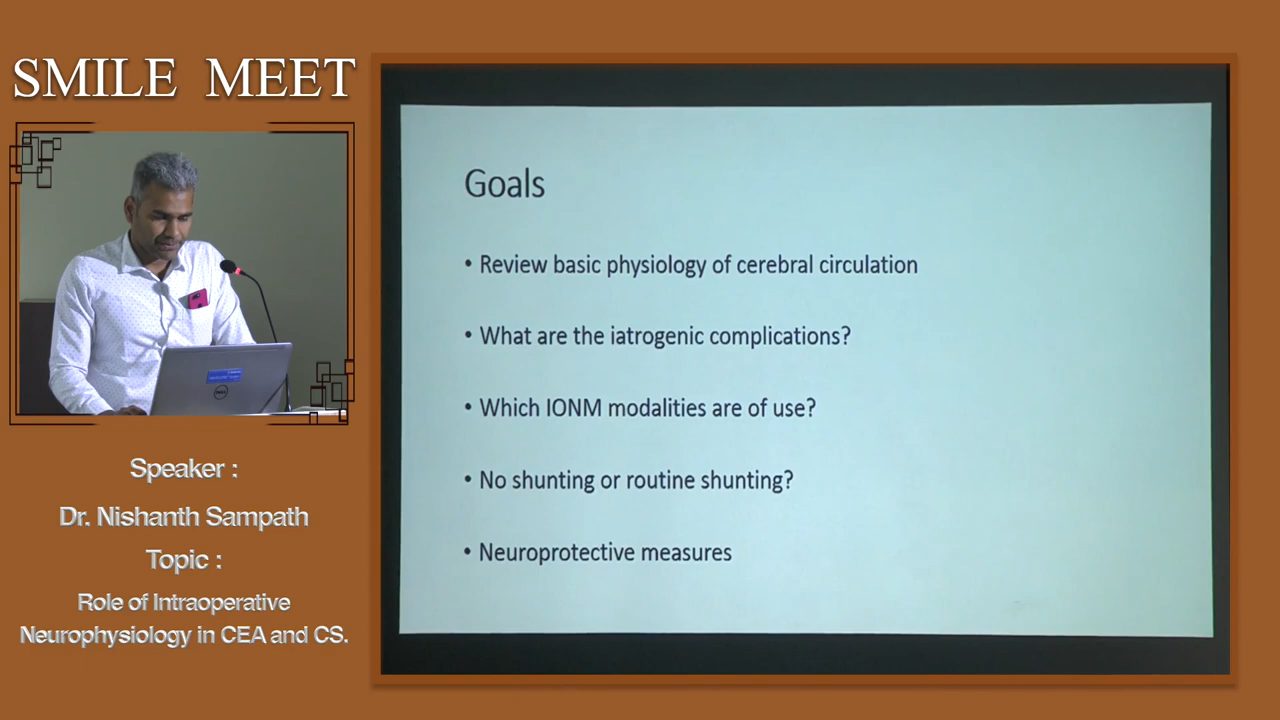 SMILE MEET
Speaker :
Dr. Nishanth Sampath
Topic :
Role of Intraoperative
Neurophysiology in CEA and CS.
Goals
• Review basic physiology of cerebral circulation
• What are the iatrogenic complications?
• Which IONM modalities are of use?
• No shunting or routine shunting?
• Neuroprotective measures
DELL